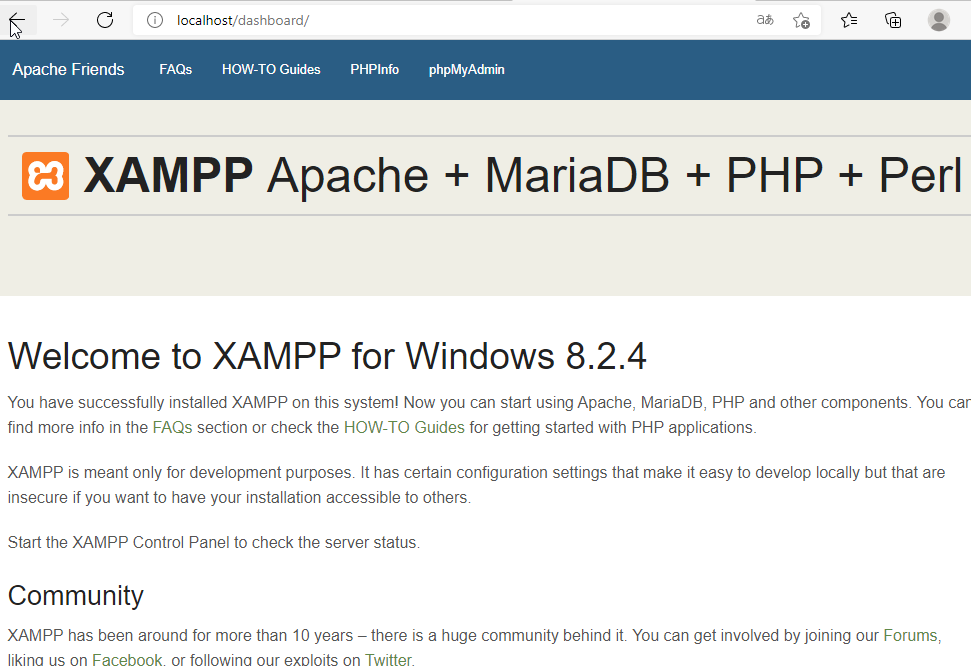 localhost/dashboard/
Apache Friends FAQs HOW-TO Guides PHPInfo phpMyAdmin
XAMPP Apache + MariaDB + PHP + Perl
Welcome to XAMPP for Windows 8.2.4
You have successfully installed XAMPP on this system! Now you can start using Apache, MariaDB, PHP and other components. You can
find more info in the FAQs section or check the HOW-TO Guides for getting started with PHP applications.
XAMPP is meant only for development purposes. It has certain configuration settings that make it easy to develop locally but that are
insecure if you want to have your installation accessible to others.
Start the XAMPP Control Panel to check the server status.
Community
XAMPP has been around for more than 10 years – there is a huge community behind it. You can get involved by joining our Forums,
liking us on Facebook, or following our exploits on Twitter.